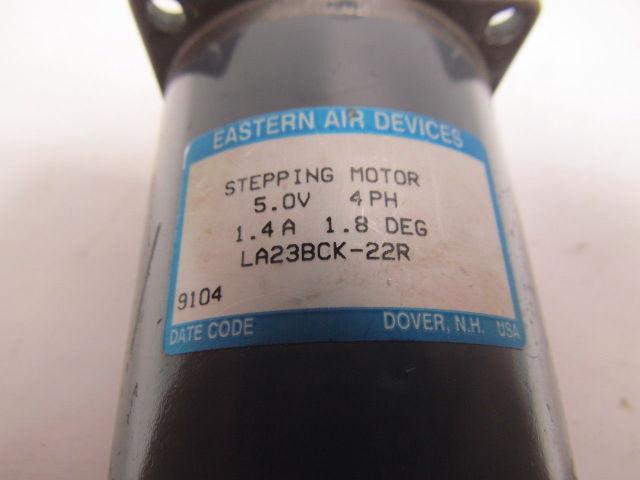 EASTERN AIR DEVICES
STEPPING MOTOR
5.0V 4PH
1.4A 1.8 DEG
LA23BCK-22R
9104
DATE CODE DOVER, N.H. USA